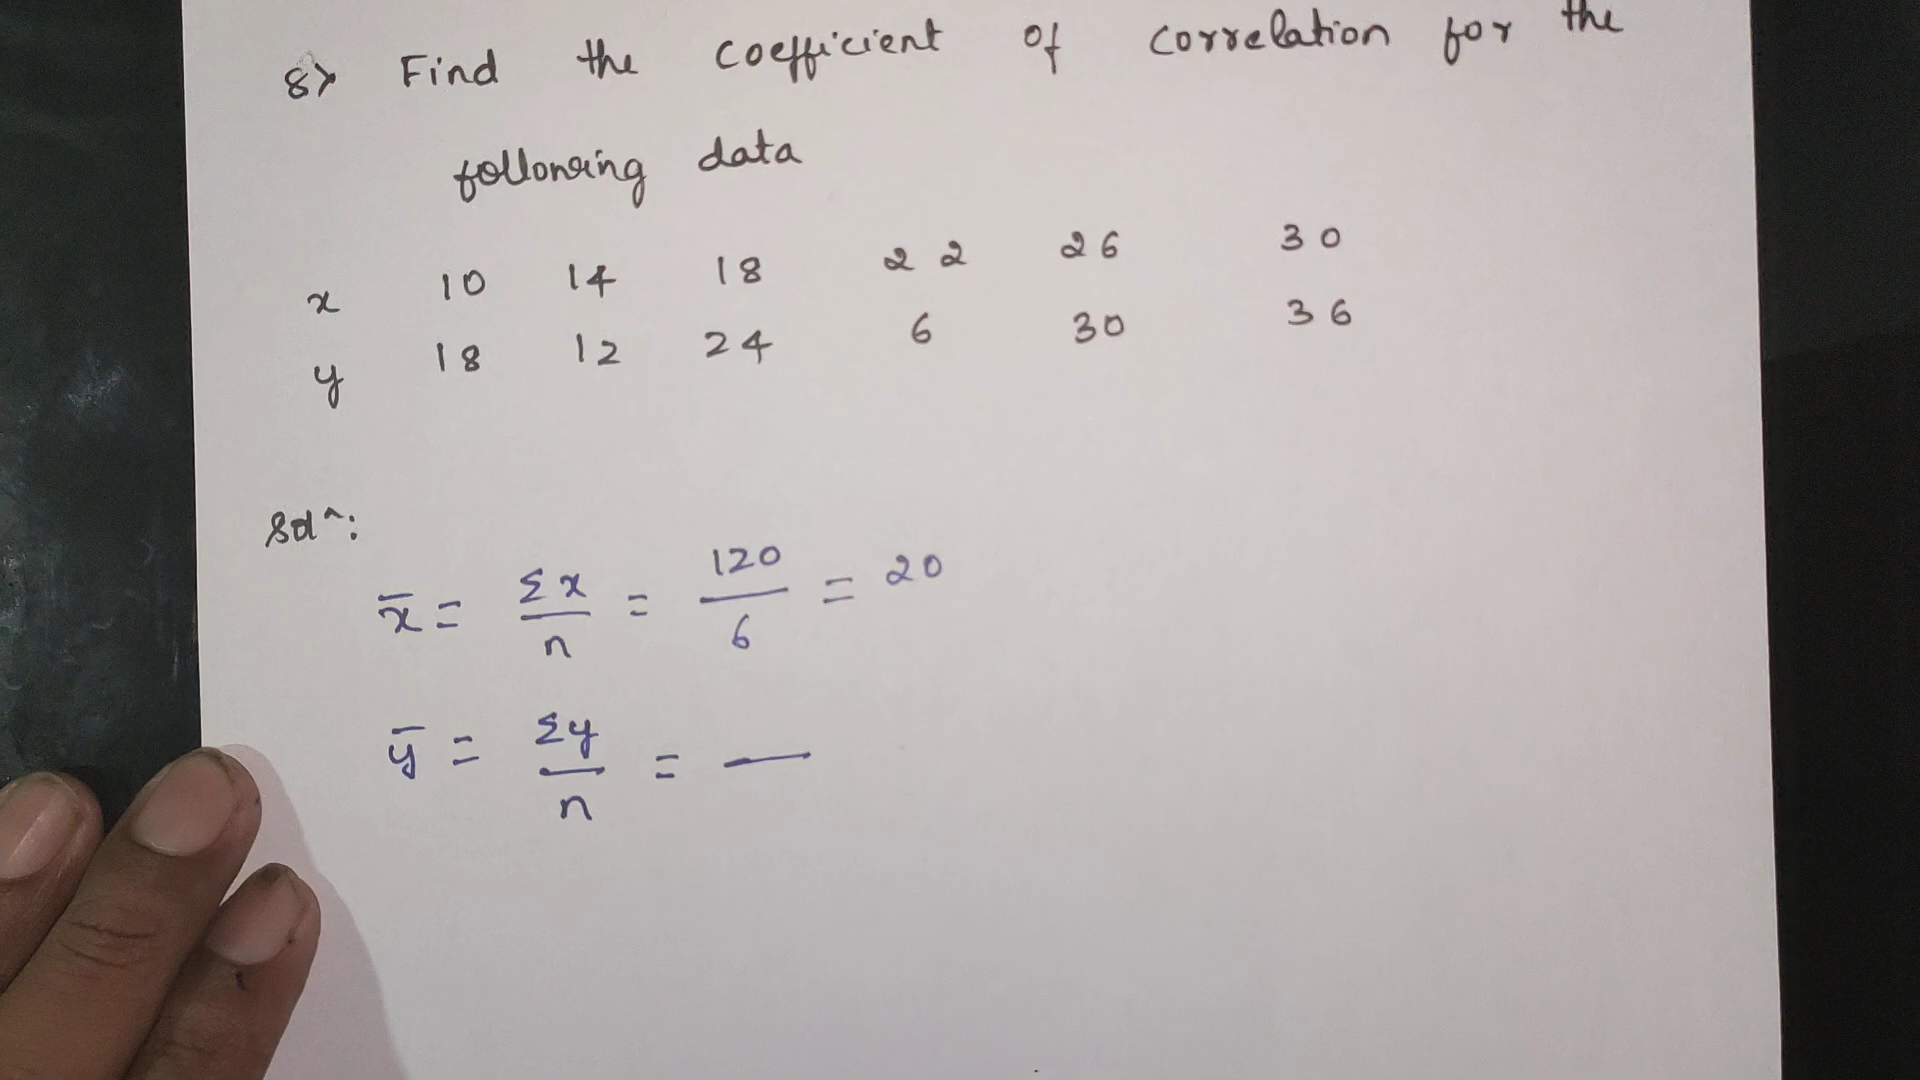 8> Find the coefficient of correlation for the
following data
x 10 14 18 22 26 30
y 18 12 24 6 30 36
Solⁿ:
x̄ = Σx/n = 120/6 = 20
ȳ = Σy/n = —